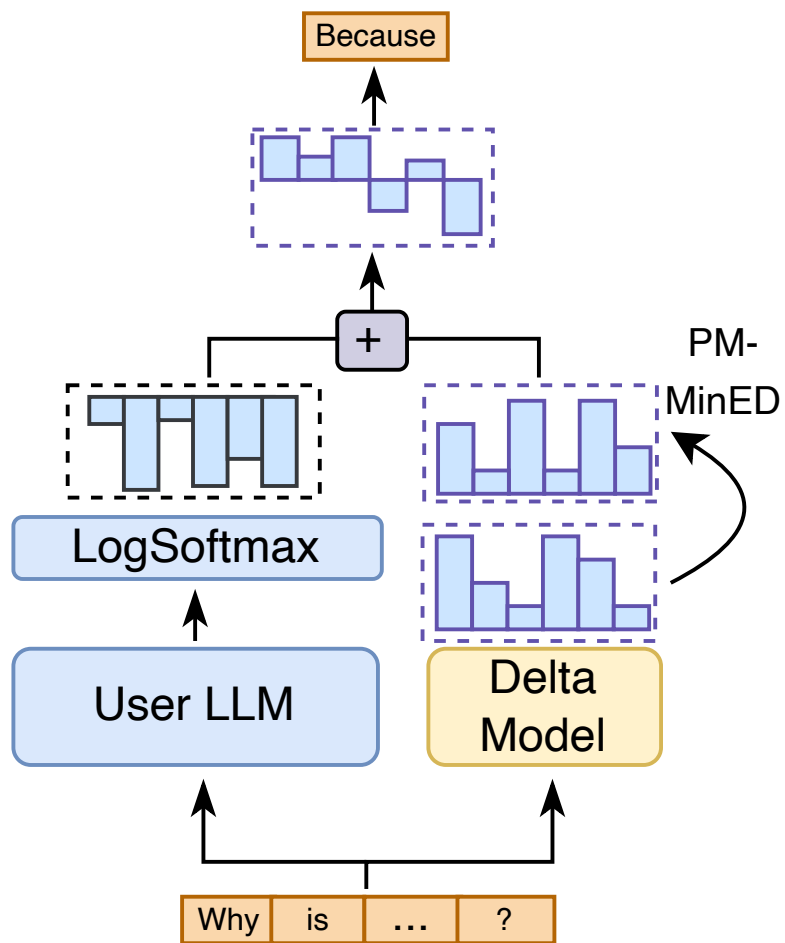 Because
+
PM-
MinED
LogSoftmax
User LLM
Delta
Model
Why is ... ?